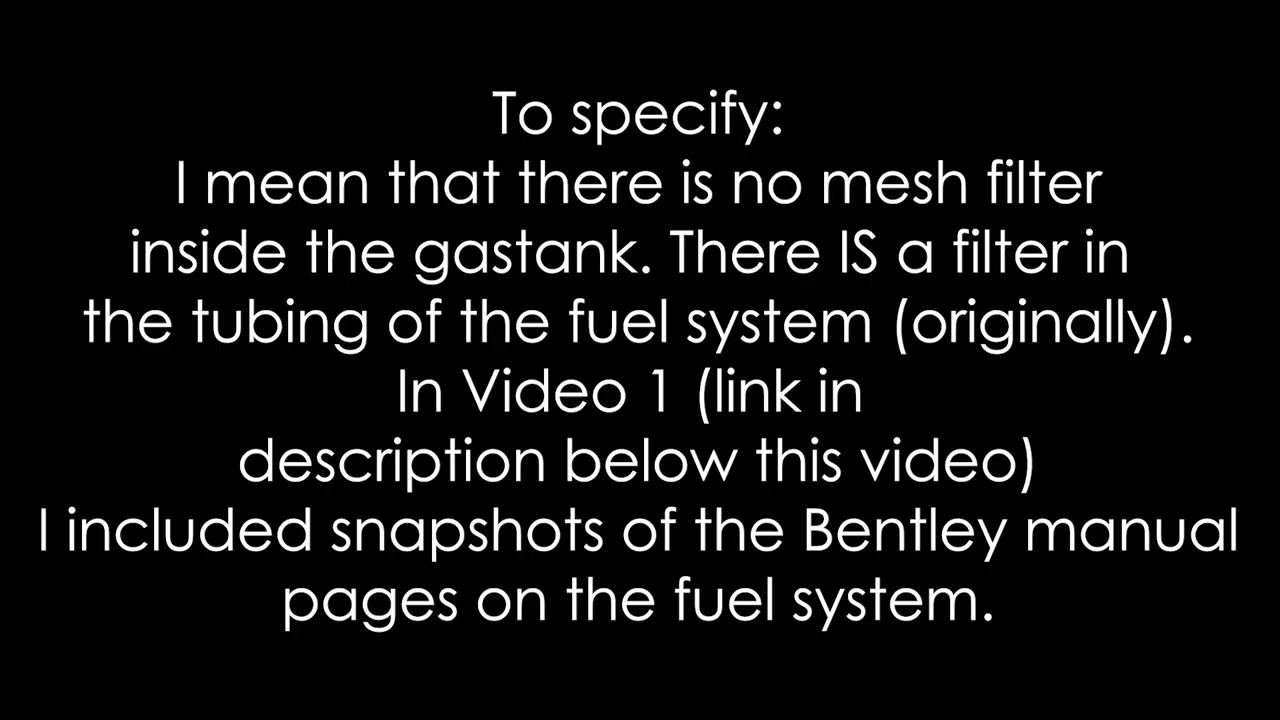 To specify:
I mean that there is no mesh filter
inside the gastank. There IS a filter in
the tubing of the fuel system (originally).
In Video 1 (link in
description below this video)
I included snapshots of the Bentley manual
pages on the fuel system.